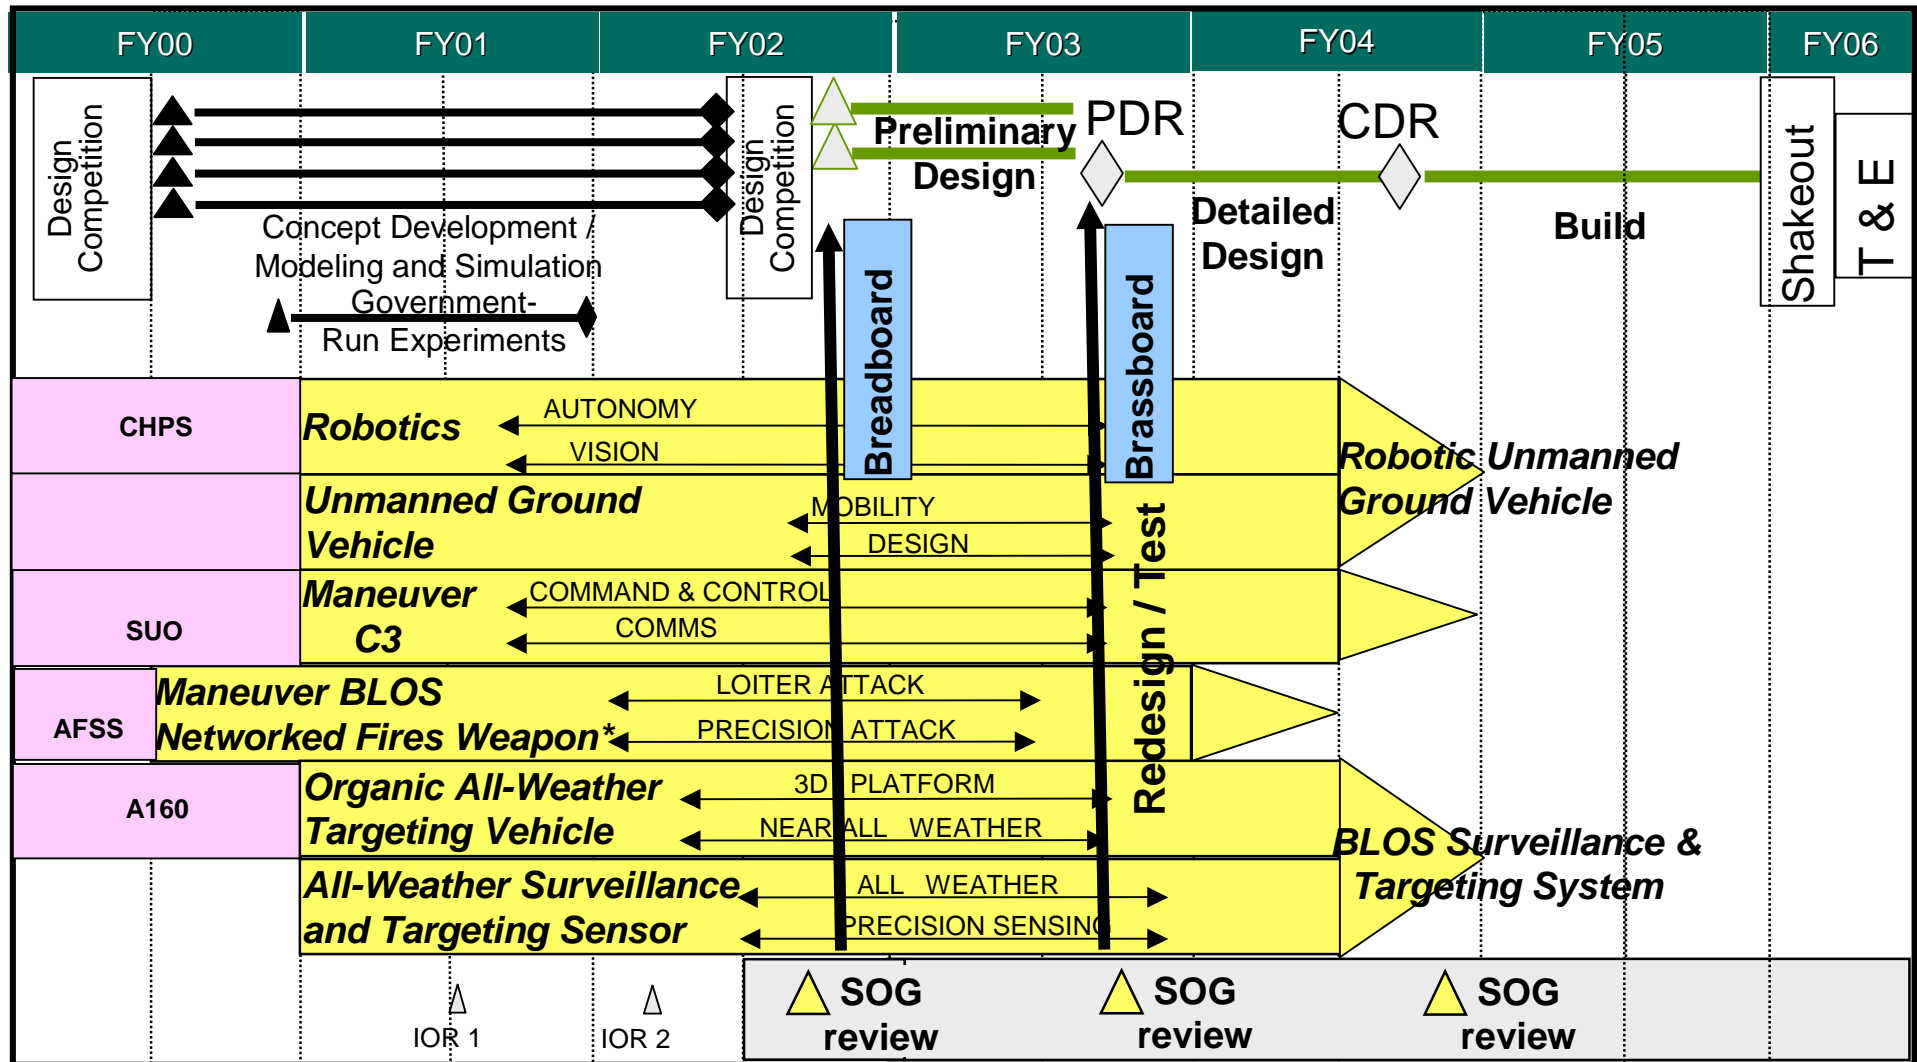 FY00
FY01
FY02
FY03
FY04
FY05
FY06
Design
Competition
Design
Competition
Preliminary
Design
PDR
CDR
Detailed
Design
Build
Shakeout
T & E
Concept Development /
Modeling and Simulation
Government-
Run Experiments
Breadboard
Brassboard
Redesign / Test
CHPS
Robotics
AUTONOMY
VISION
Robotic Unmanned
Ground Vehicle
Unmanned Ground
Vehicle
MOBILITY
DESIGN
SUO
Maneuver
C3
COMMAND & CONTROL
COMMS
AFSS
Maneuver BLOS
Networked Fires Weapon*
LOITER ATTACK
PRECISION ATTACK
A160
Organic All-Weather
Targeting Vehicle
3D PLATFORM
NEAR ALL WEATHER
BLOS Surveillance &
Targeting System
All-Weather Surveillance
and Targeting Sensor
ALL WEATHER
PRECISION SENSING
IOR 1
IOR 2
SOG
review
SOG
review
SOG
review